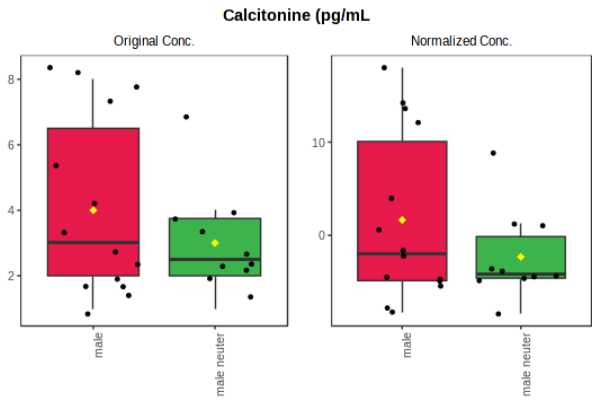 Calcitonine (pg/mL
Original Conc.
Normalized Conc.
8
6
4
2
10
0
male
male neuter
male
male neuter